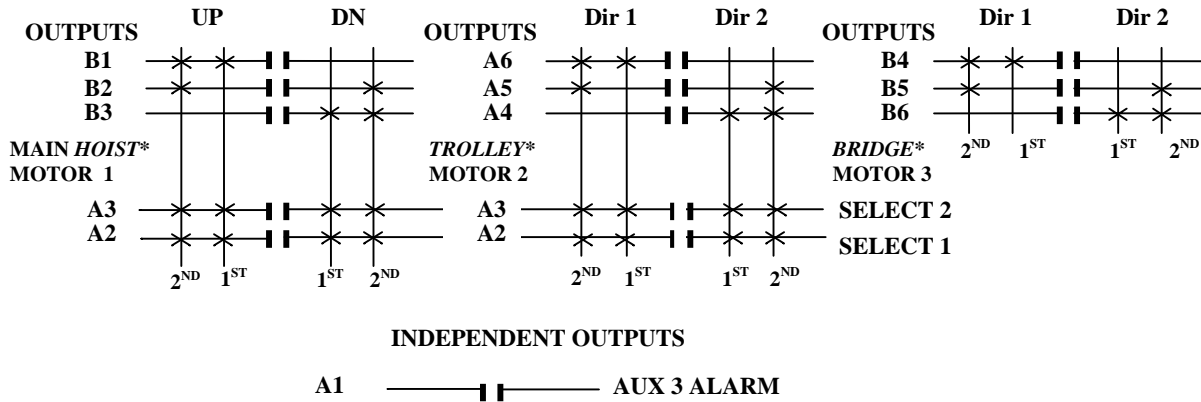 UP DN Dir 1 Dir 2 Dir 1 Dir 2
OUTPUTS OUTPUTS OUTPUTS
B1 A6 B4
B2 A5 B5
B3 A4 B6
2ND 1ST 1ST 2ND
MAIN HOIST* TROLLEY* BRIDGE*
MOTOR 1 MOTOR 2 MOTOR 3
A3 A3 SELECT 2
A2 A2 SELECT 1
2ND 1ST 1ST 2ND 2ND 1ST 1ST 2ND
INDEPENDENT OUTPUTS
A1 AUX 3 ALARM